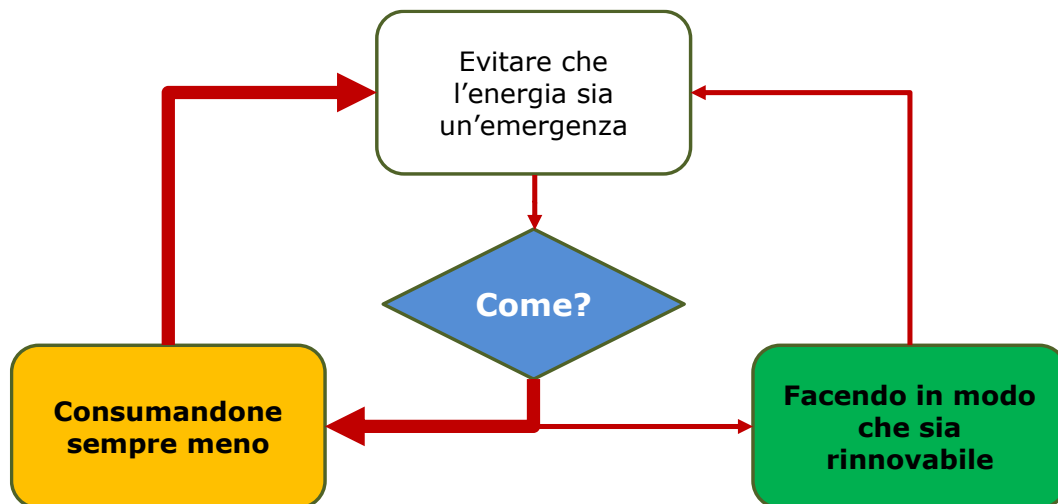 Evitare che
l’energia sia
un’emergenza
Come?
Consumandone
sempre meno
Facendo in modo
che sia
rinnovabile